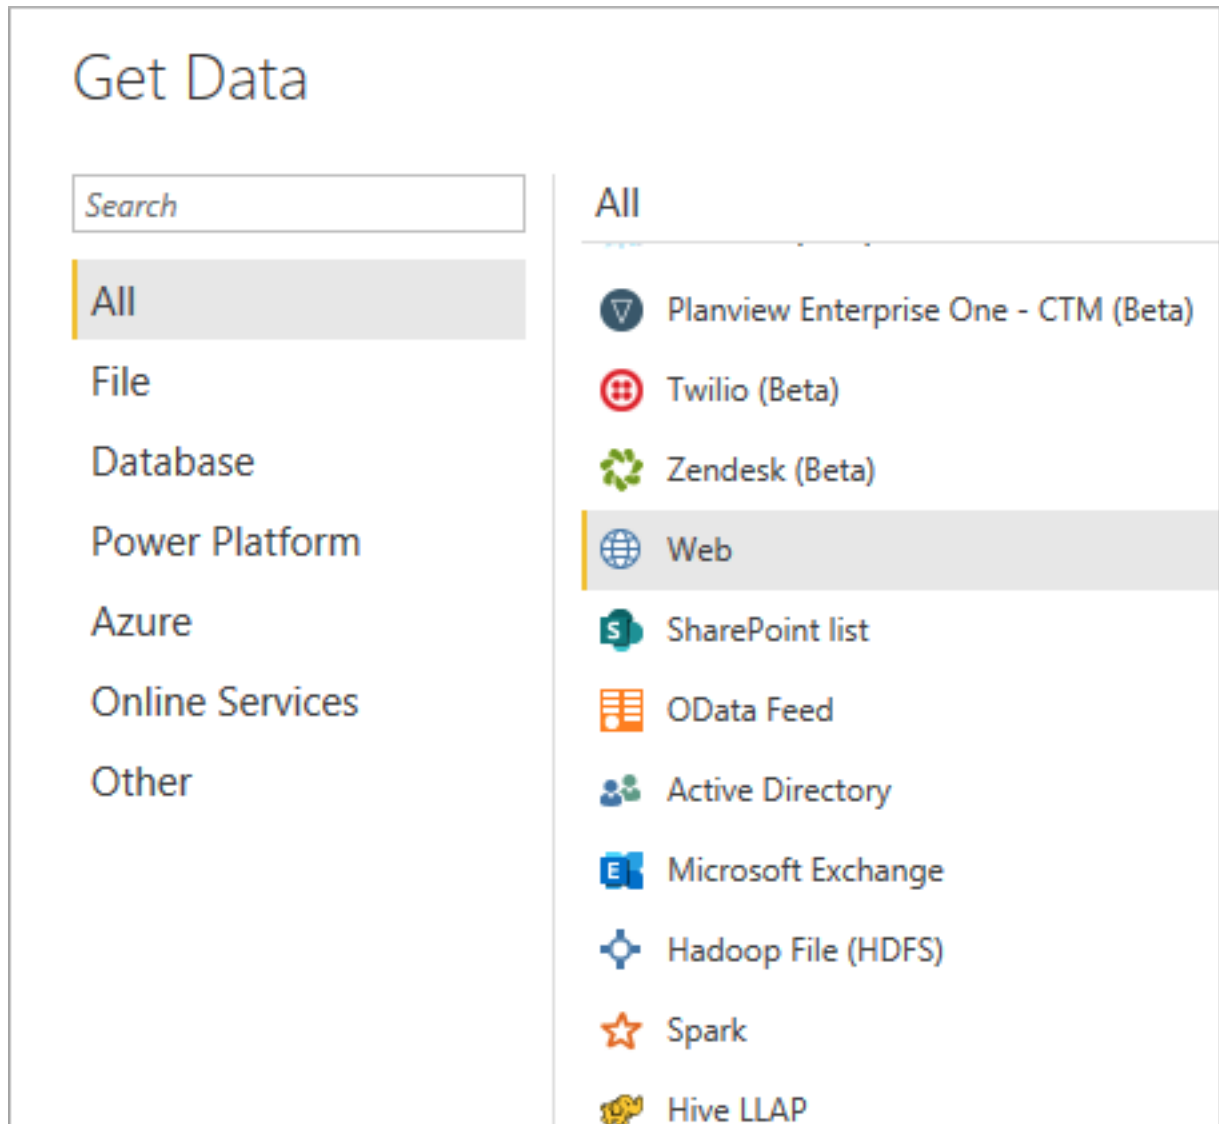 Get Data
Search
All
File
Database
Power Platform
Azure
Online Services
Other
All
Planview Enterprise One - CTM (Beta)
Twilio (Beta)
Zendesk (Beta)
Web
SharePoint list
OData Feed
Active Directory
Microsoft Exchange
Hadoop File (HDFS)
Spark
Hive LLAP